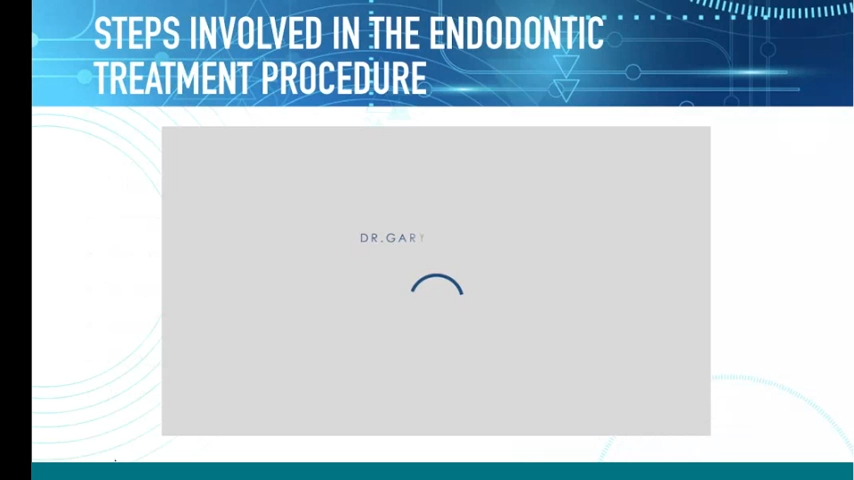 STEPS INVOLVED IN THE ENDODONTIC
TREATMENT PROCEDURE
DR.GARY